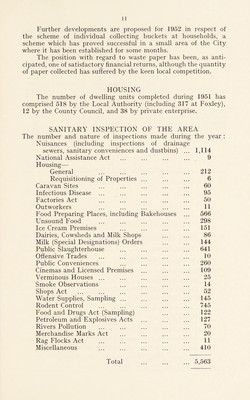 11
Further developments are proposed for 1952 in respect of
the scheme of individual collecting buckets at households, a
scheme which has proved successful in a small area of the City
where it has been established for some months.
The position with regard to waste paper has been, as anti-
cipated, one of satisfactory financial returns, although the quantity
of paper collected has suffered by the keen local competition.
HOUSING
The number of dwelling units completed during 1951 has
comprised 518 by the Local Authority (including 317 at Foxley),
12 by the County Council, and 38 by private enterprise.
SANITARY INSPECTION OF THE AREA
The number and nature of inspections made during the year :
Nuisances (including inspections of drainage
sewers, sanitary conveniences and dustbins) ... 1,114
National Assistance Act ... ... ... ... 9
Housing—
General ... ... ... ... ... 212
Requisitioning of Properties ... ... ... 6
Caravan Sites ... ... ... ... ... 60
Infectious Disease ... ... ... ... ... 95
Factories Act ... ... ... ... ... 50
Outworkers ... ... ... ... ... 11
Food Preparing Places, including Bakehouses ... 566
Unsound Food ... ... ... ... ... 298
Ice Cream Premises ... ... ... ... 151
Dairies, Cowsheds and Milk Shops ... ... 86
Milk (Special Designations) Orders ... ... 144
Public Slaughterhouse ... ... ... ... 641
Offensive Trades ... ... ... ... ... 10
Public Conveniences ... ... ... ... 260
Cinemas and Licensed Premises ... ... ... 109
Verminous Houses ... ... ... ... ... 25
Smoke Observations ... ... ... ... 14
Shops Act ... ... ... ... ... ... 52
Water Supplies, Sampling ... ... ... ... 145
Rodent Control ... ... ... ... ... 745
Food and Drugs Act (Sampling) ... ... ... 122
Petroleum and Explosives Acts ... ... ... 127
Rivers Pollution ... ... ... ... ... 70
Merchandise Marks Act ... ... ... ... 20
Rag Flocks Act ... ... ... ... ... 11
Miscellaneous ... ... ... ... ... 410
Total ... ... ... 5,563